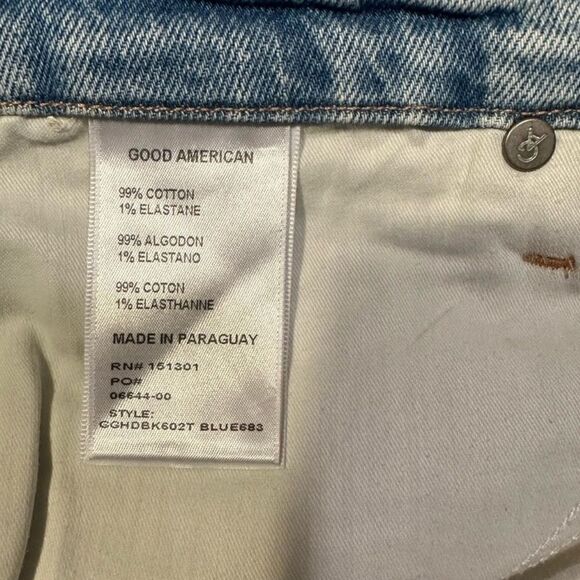 GOOD AMERICAN
99% COTTON
1% ELASTANE
99% ALGODON
1% ELASTANO
99% COTON
1% ELASTHANNE
MADE IN PARAGUAY
RN# 151301
PO#
06644-00
STYLE:
GGHDBK602T BLUE683